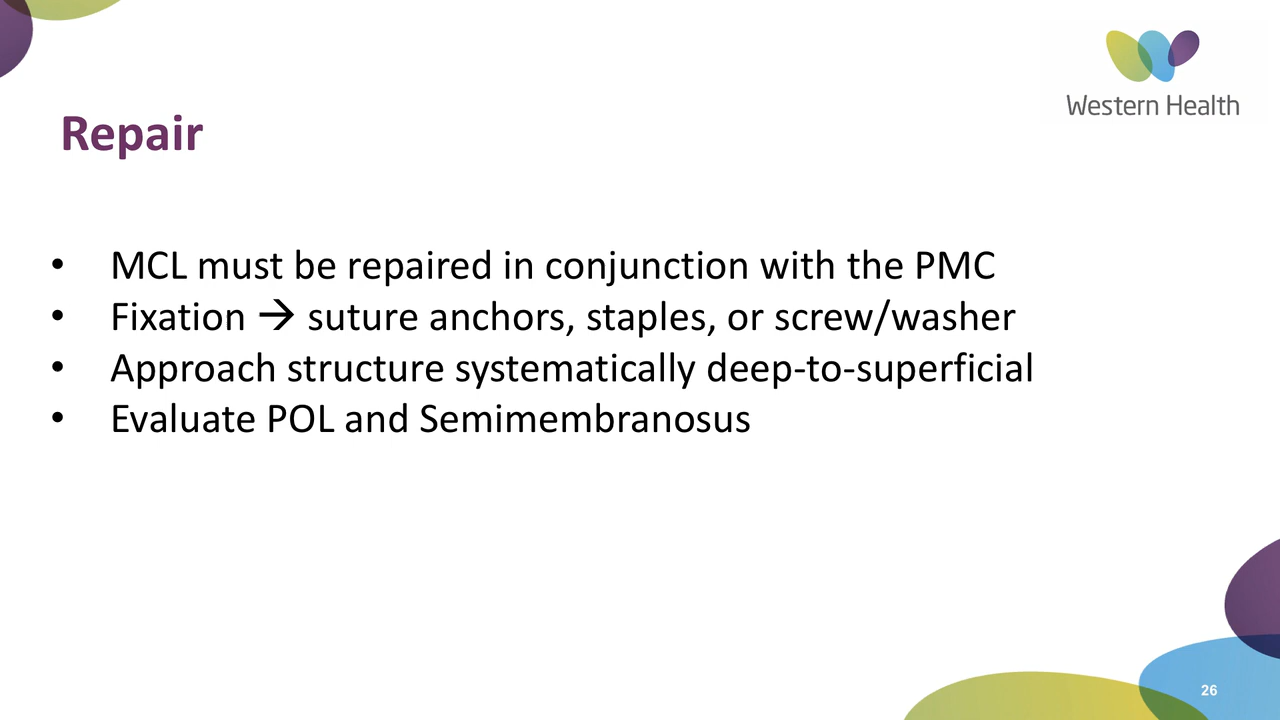 Western Health
Repair
• MCL must be repaired in conjunction with the PMC
• Fixation → suture anchors, staples, or screw/washer
• Approach structure systematically deep-to-superficial
• Evaluate POL and Semimembranosus
26